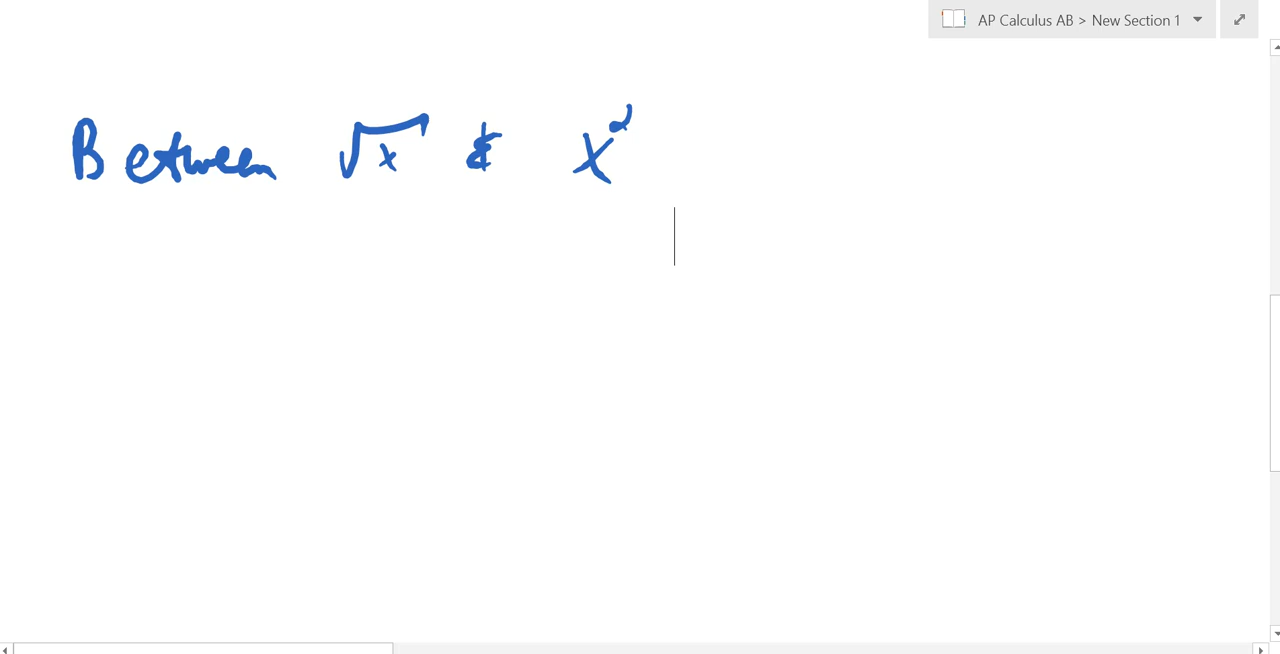 AP Calculus AB > New Section 1
Between √x & x²